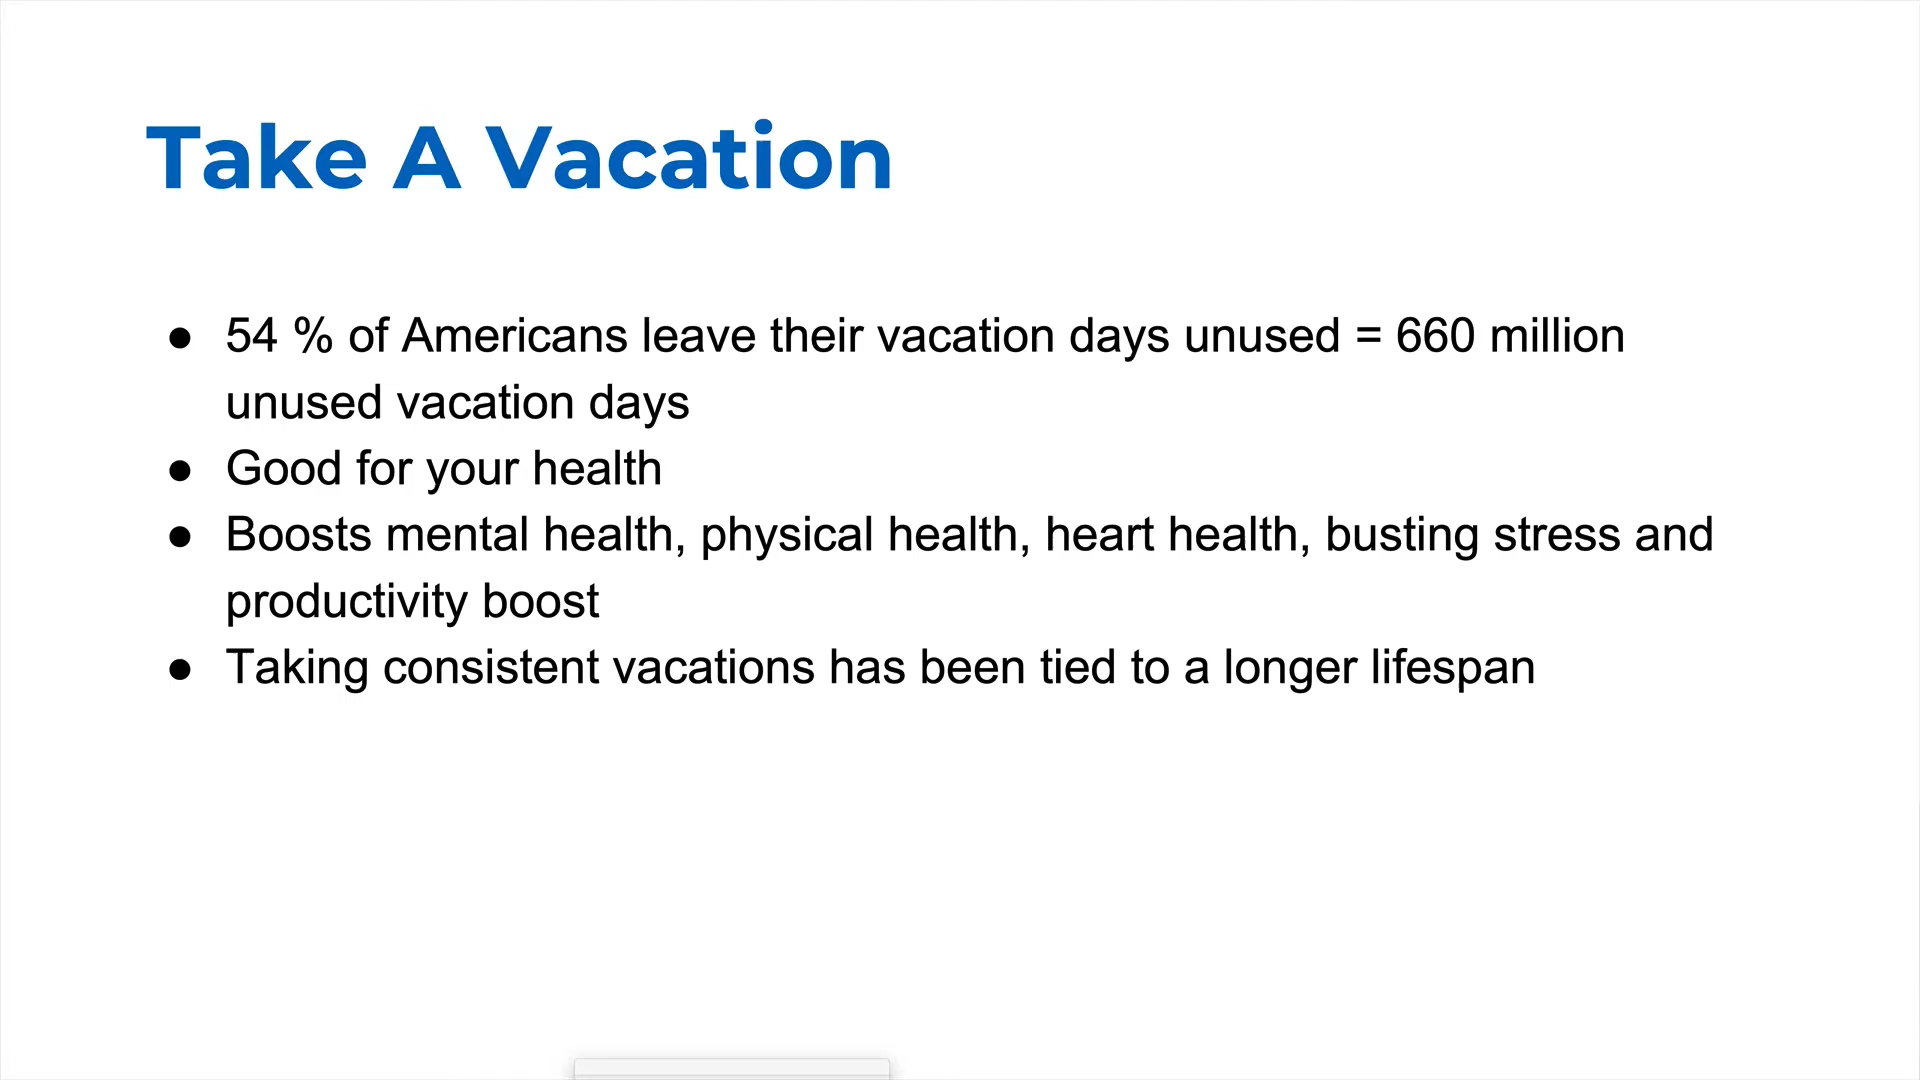 Take A Vacation
● 54 % of Americans leave their vacation days unused = 660 million
unused vacation days
● Good for your health
● Boosts mental health, physical health, heart health, busting stress and
productivity boost
● Taking consistent vacations has been tied to a longer lifespan